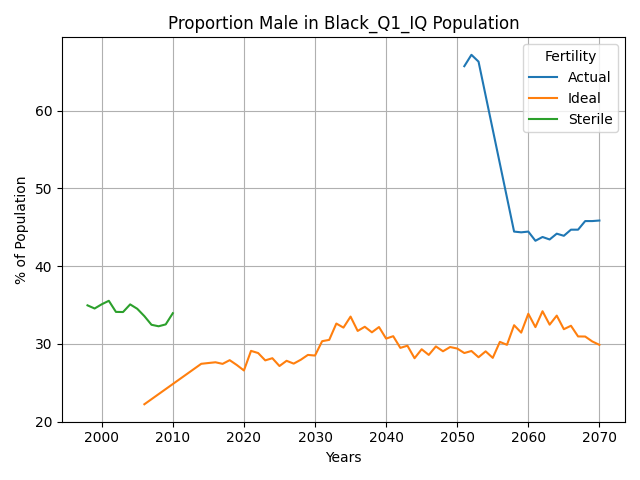 Proportion Male in Black_Q1_IQ Population
% of Population
60
50
40
30
20
2000
2010
2020
2030
2040
2050
2060
2070
Years
Fertility
Actual
Ideal
Sterile